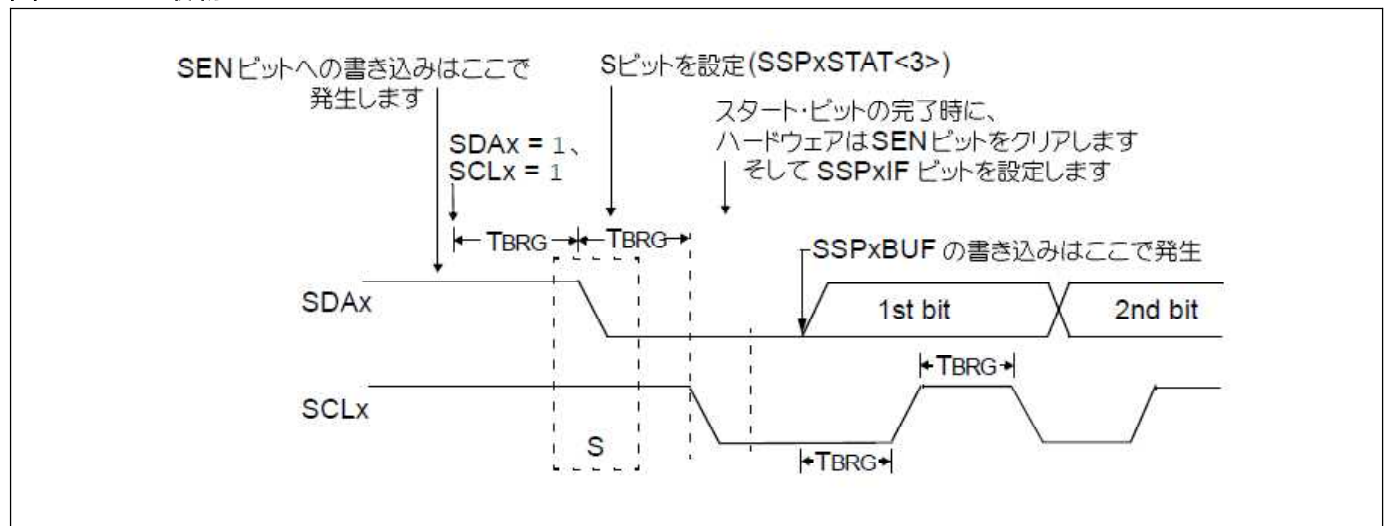 SENビットへの書き込みはここで
発生します
Sビットを設定(SSPxSTAT<3>)
スタート・ビットの完了時に、
ハードウェアはSENビットをクリアします
そして SSPxIF ビットを設定します
SDAx = 1、
SCLx = 1
TBRG
TBRG
SSPxBUF の書き込みはここで発生
SDAx
1st bit
2nd bit
TBRG
SCLx
S
TBRG